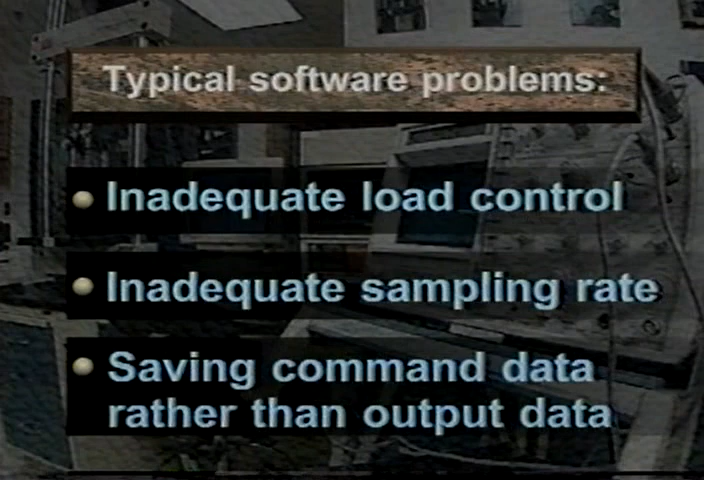 Typical software problems:
Inadequate load control
Inadequate sampling rate
Saving command data
rather than output data